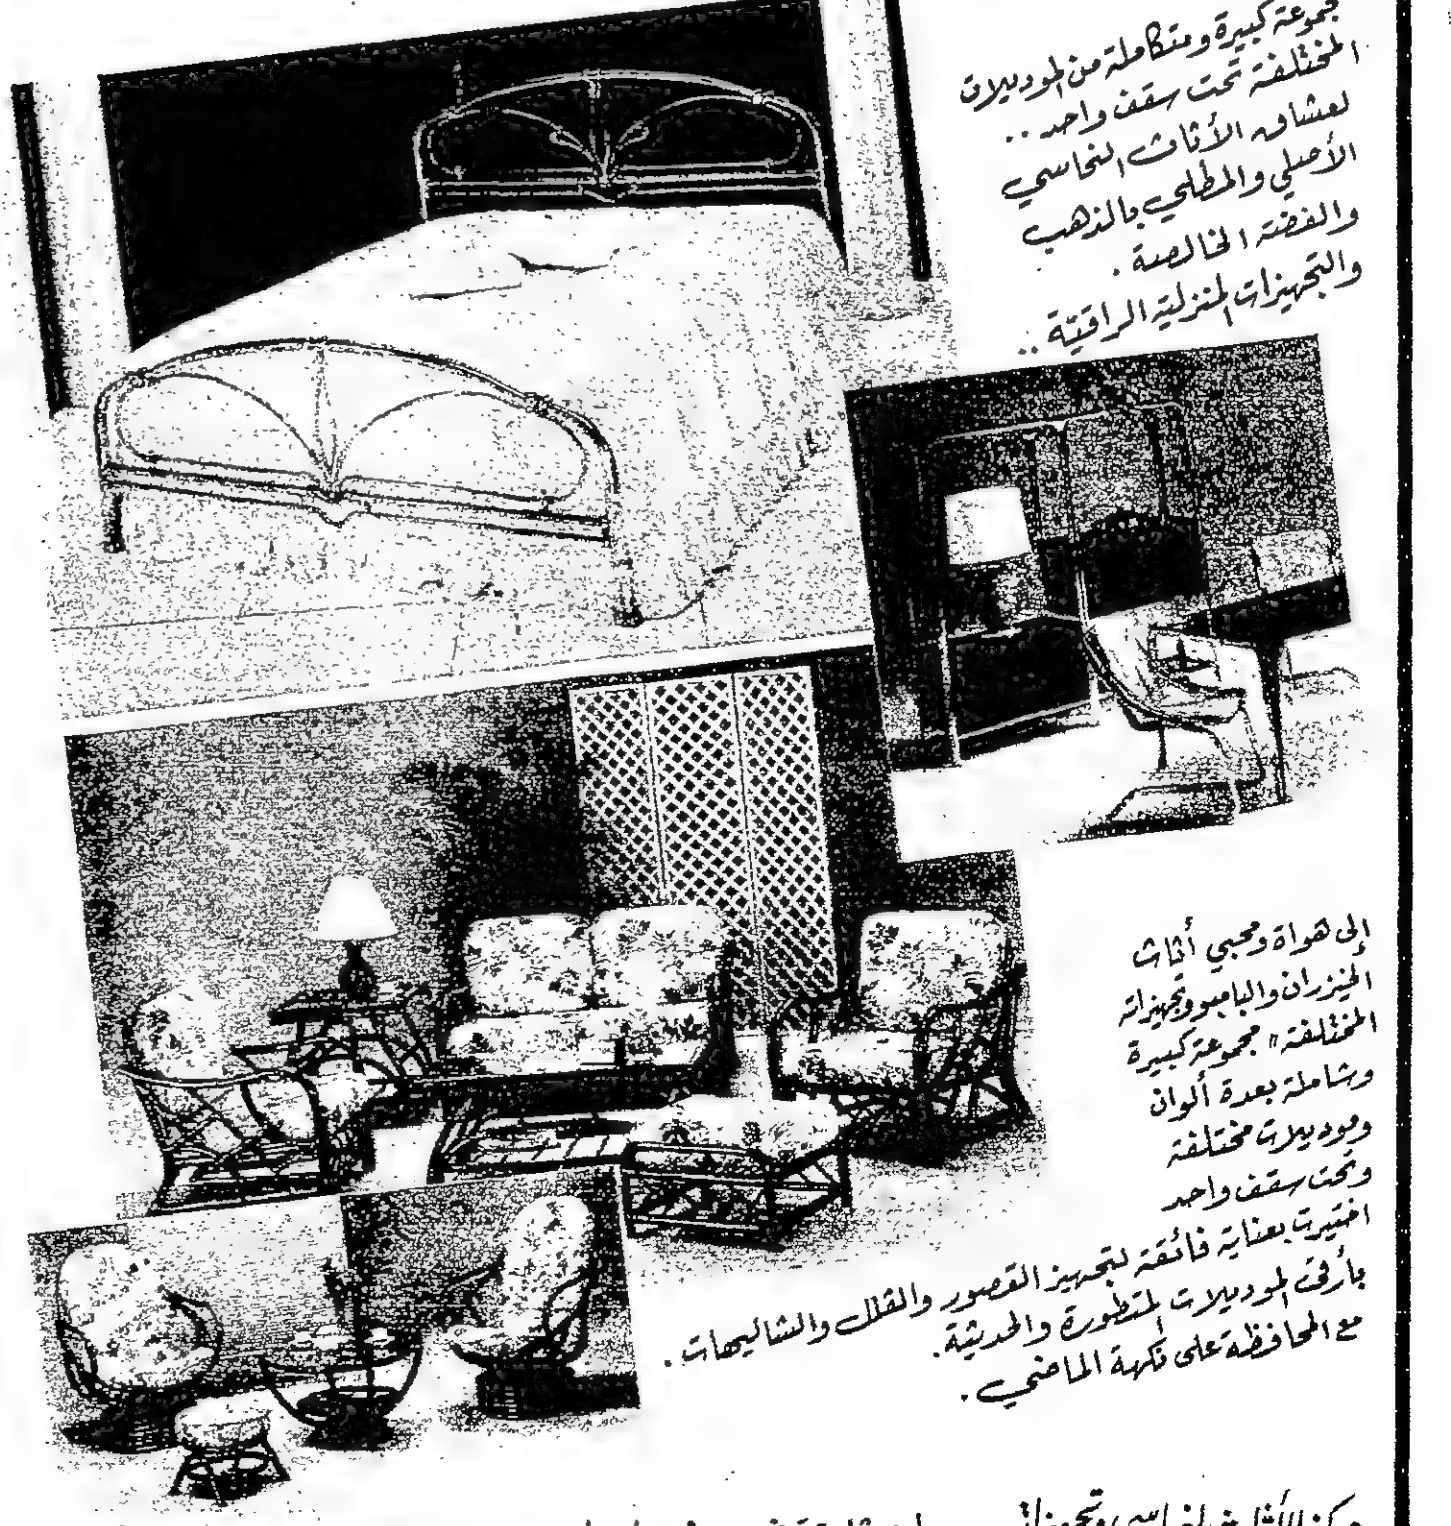 مجموعة كبيرة ومتكاملة من الموديلات
المختلفة تحت سقف واحد ..
لعشاق الأثاث النحاسي
الأصلي والمطلي بالذهب
والفضة الخالصة .
والتجهيزات المنزلية الراقية ..
إلى هواة ومحبي أثاث
الخيزران والبامبو وتجهيزاته
المختلفة " مجموعة كبيرة
وشاملة بعدة ألوان
وموديلات مختلفة
وتحت سقف واحد
اختيرت بعناية فائقة لتجهيز القصور والفلل والشاليهات .
بأرقى الموديلات المتطورة والحديثة .
مع المحافظة على نكهة الماضي .